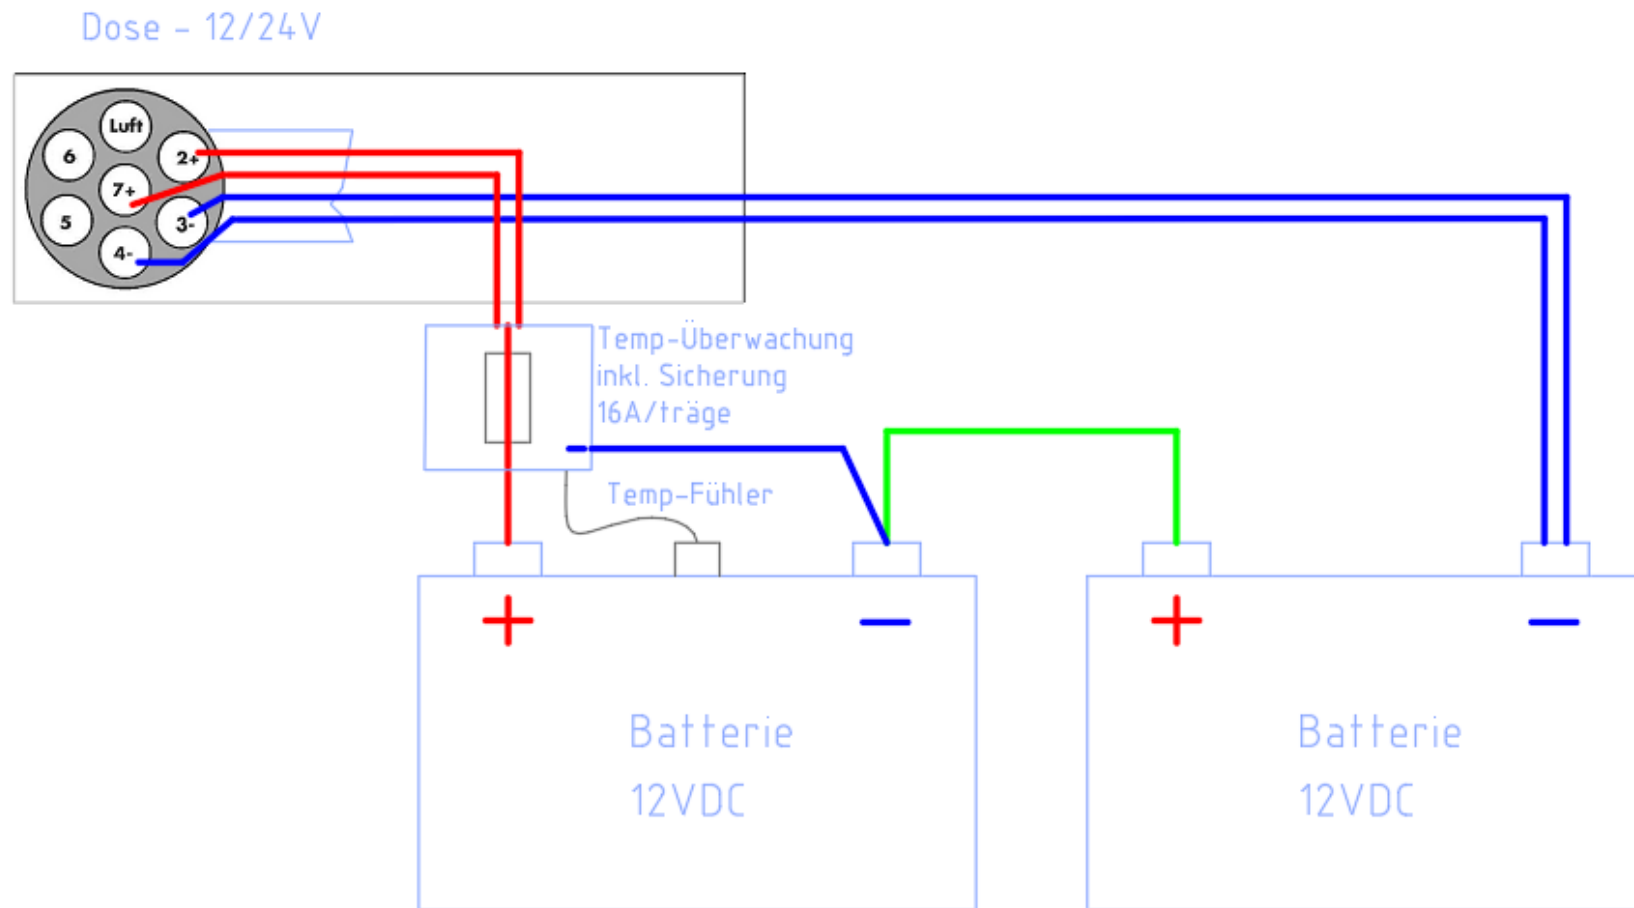 Dose - 12/24V
Luft
6
2+
7+
5
3-
4-
Temp-Überwachung
inkl. Sicherung
16A/träge
Temp-Fühler
+
−
+
−
Batterie
12VDC
Batterie
12VDC